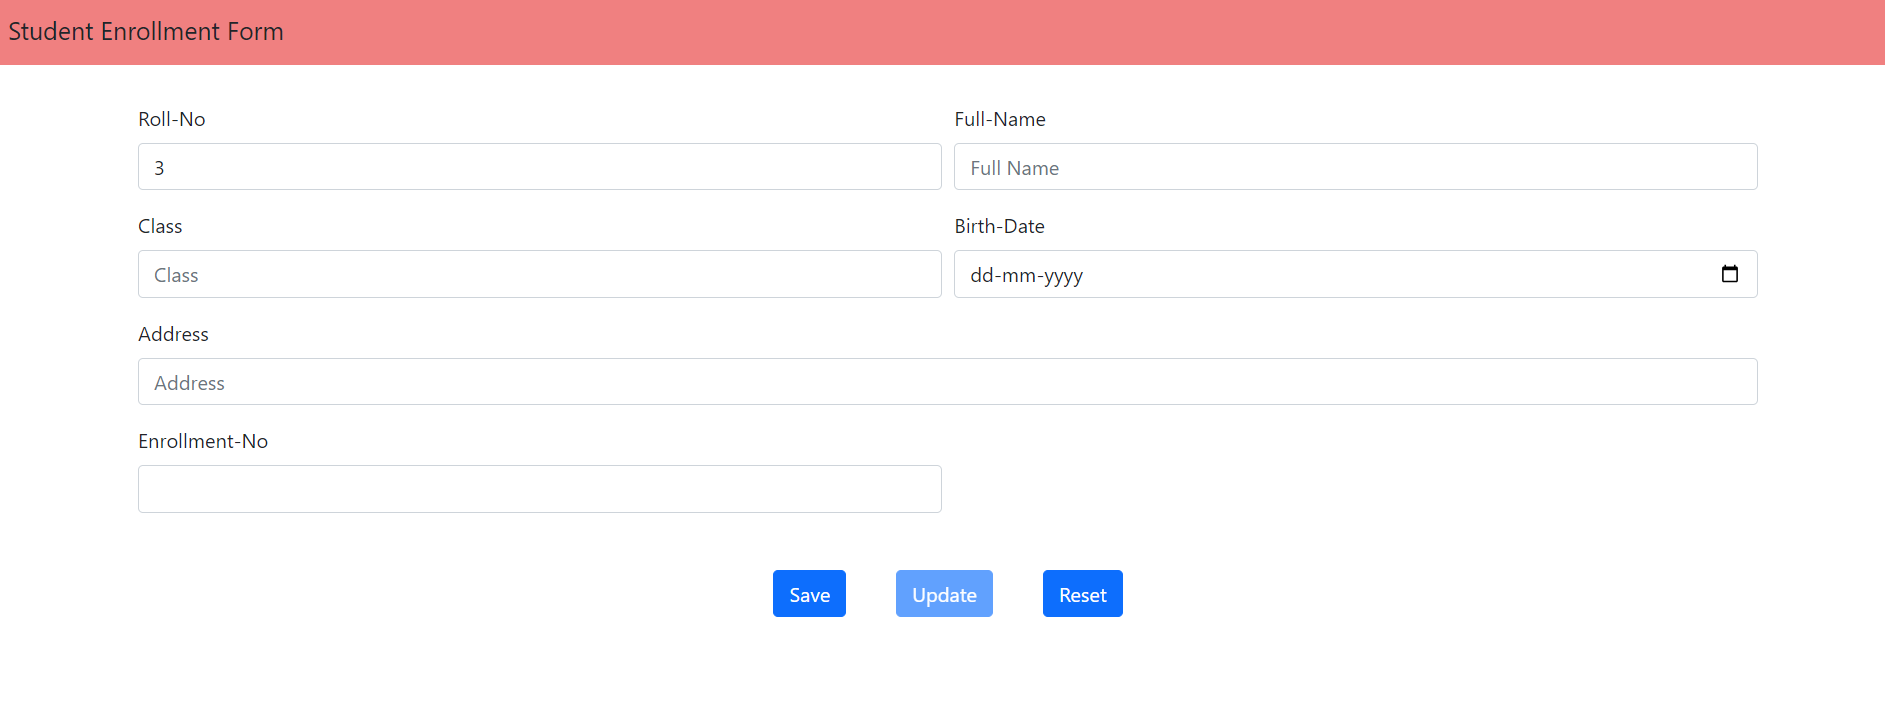 Student Enrollment Form
Roll-No
3
Full-Name
Full Name
Class
Class
Birth-Date
dd-mm-yyyy
Address
Address
Enrollment-No
Save
Update
Reset